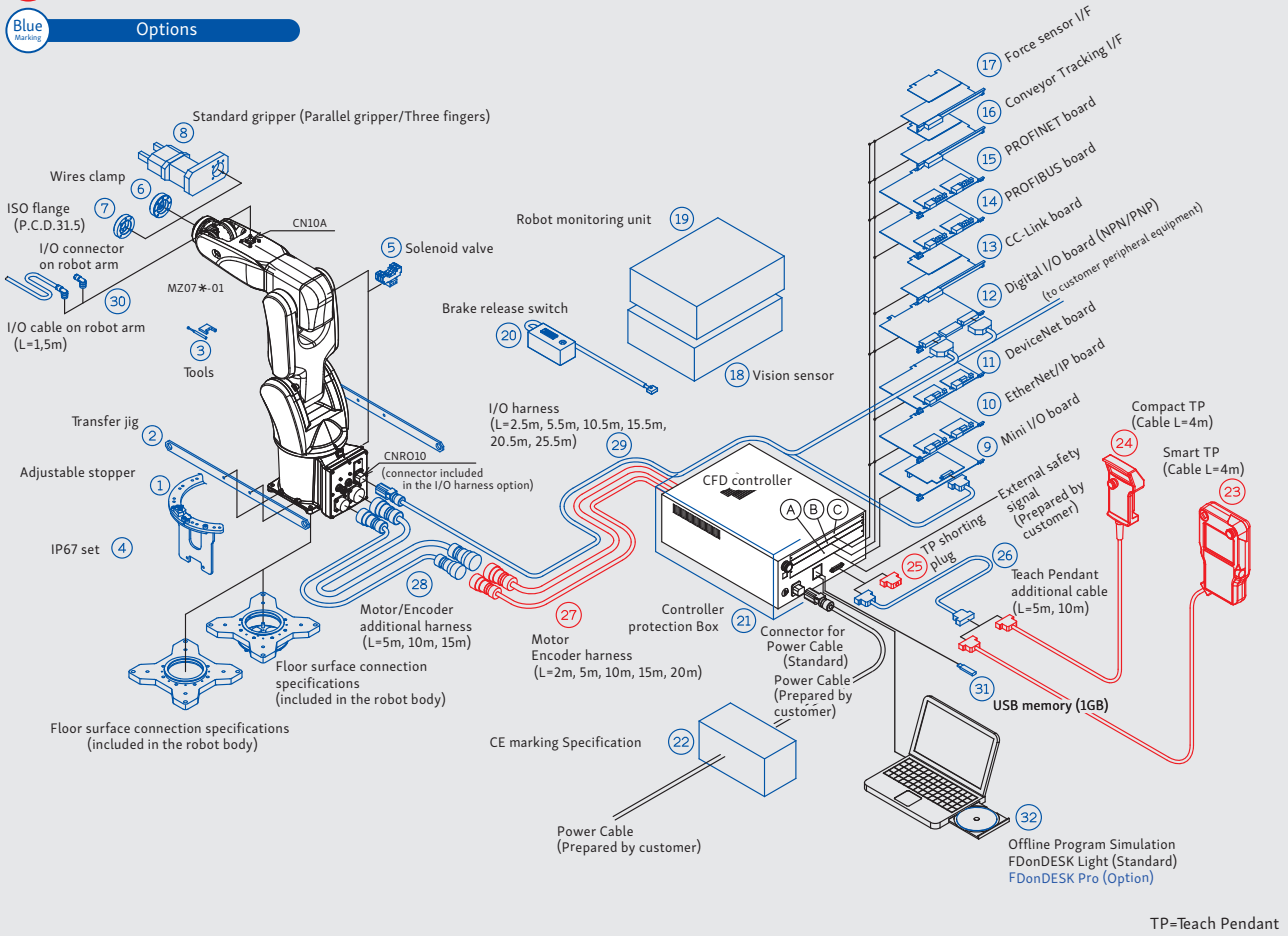 Blue
Marking
Options
17 Force sensor I/F
16 Conveyor Tracking I/F
15 PROFINET board
14 PROFIBUS board
13 CC-Link board
12 Digital I/O board (NPN/PNP)
(to customer peripheral equipment)
11 DeviceNet board
10 EtherNet/IP board
9 Mini I/O board
Standard gripper (Parallel gripper/Three fingers)
8
Wires clamp
6
ISO flange
(P.C.D.31.5)
7
I/O connector
on robot arm
30
I/O cable on robot arm
(L=1,5m)
CN10A
MZ07*-01
5 Solenoid valve
3
Tools
Transfer jig
2
Adjustable stopper
1
IP67 set 4
CNRO10
(connector included
in the I/O harness option)
Robot monitoring unit 19
Brake release switch
20
18 Vision sensor
I/O harness
(L=2.5m, 5.5m, 10.5m, 15.5m,
20.5m, 25.5m)
29
CFD controller
A B C
External safety
signal
(Prepared by
customer)
TP shorting
plug
25
26
Teach Pendant
additional cable
(L=5m, 10m)
Compact TP
(Cable L=4m)
24
Smart TP
(Cable L=4m)
23
28
Motor/Encoder
additional harness
(L=5m, 10m, 15m)
27
Motor
Encoder harness
(L=2m, 5m, 10m, 15m, 20m)
Controller
protection Box 21
Connector for
Power Cable
(Standard)
Power Cable
(Prepared by
customer)
31
USB memory (1GB)
Floor surface connection
specifications
(included in the robot body)
Floor surface connection specifications
(included in the robot body)
CE marking Specification 22
Power Cable
(Prepared by customer)
32
Offline Program Simulation
FDonDESK Light (Standard)
FDonDESK Pro (Option)
TP=Teach Pendant